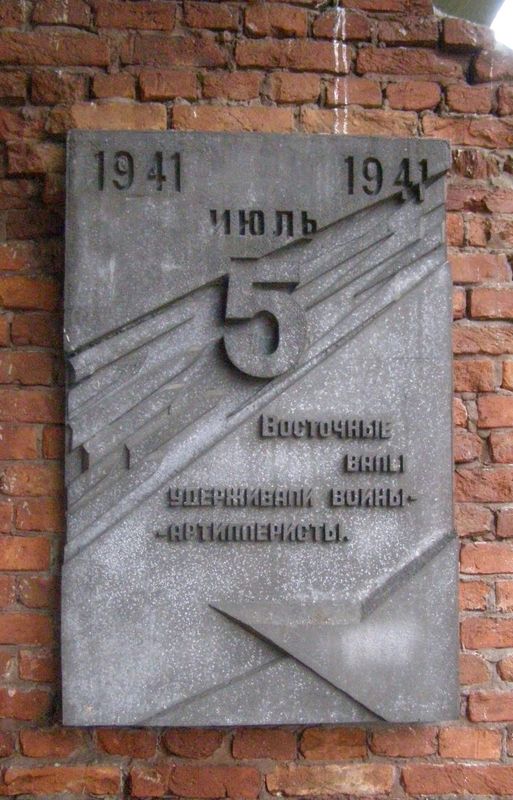 1941 1941
ИЮЛЬ
5
Восточные
валы
удерживали воины-
-артиллеристы.